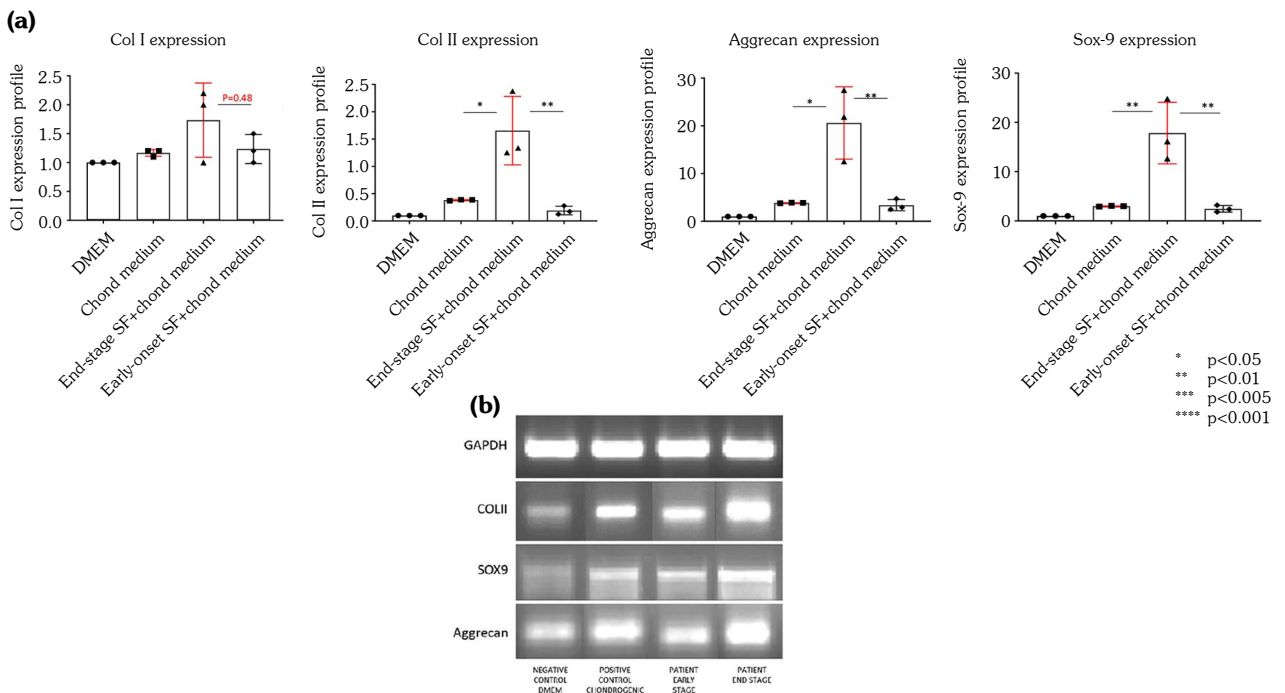 (a)
Col I expression
Col I expression profile
2.5
2.0
1.5
1.0
0.5
0.0
P=0.48
DMEM
Chond medium
End-stage SF+chond medium
Early-onset SF+chond medium
Col II expression
Col II expression profile
2.5
2.0
1.5
1.0
0.5
0.0
*
**
DMEM
Chond medium
End-stage SF+chond medium
Early-onset SF+chond medium
Aggrecan expression
Aggrecan expression profile
30
20
10
0
*
**
DMEM
Chond medium
End-stage SF+chond medium
Early-onset SF+chond medium
Sox-9 expression
Sox-9 expression profile
30
20
10
0
**
**
DMEM
Chond medium
End-stage SF+chond medium
Early-onset SF+chond medium
* p<0.05
** p<0.01
*** p<0.005
**** p<0.001
(b)
GAPDH
COLII
SOX9
Aggrecan
NEGATIVE
CONTROL
DMEM
POSITIVE
CONTROL
CHONDROGENIC
PATIENT
EARLY
STAGE
PATIENT
END STAGE